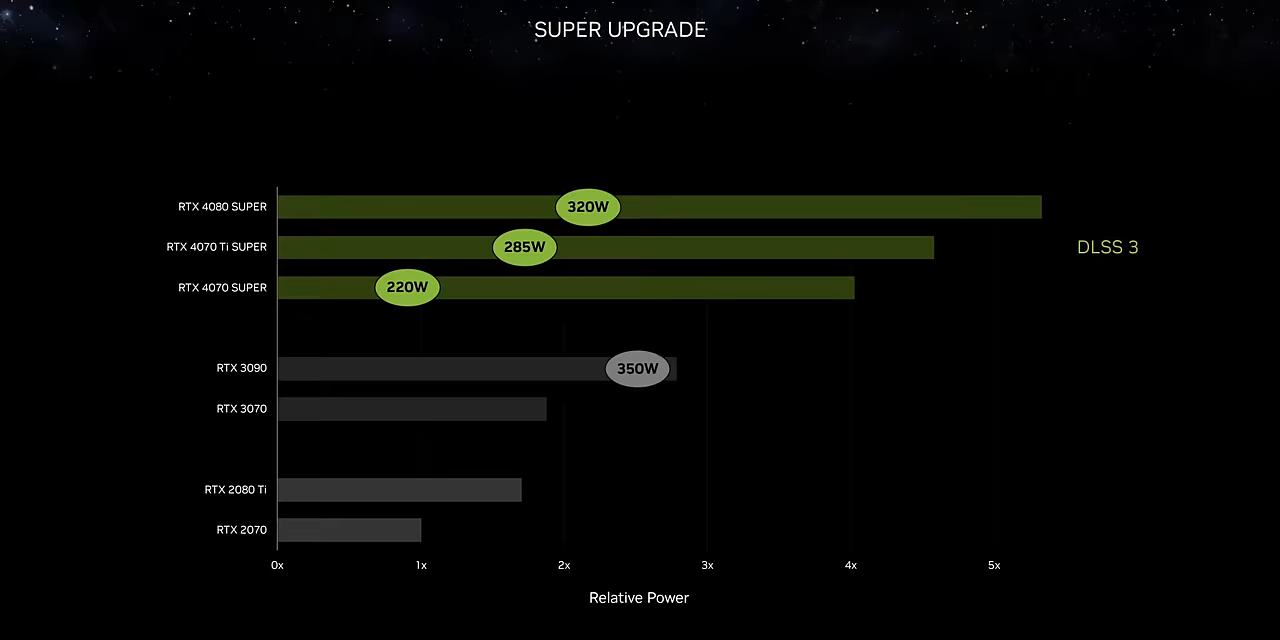 SUPER UPGRADE
RTX 4080 SUPER
320W
RTX 4070 Ti SUPER
285W
DLSS 3
RTX 4070 SUPER
220W
RTX 3090
350W
RTX 3070
RTX 2080 Ti
RTX 2070
0x 1x 2x 3x 4x 5x
Relative Power